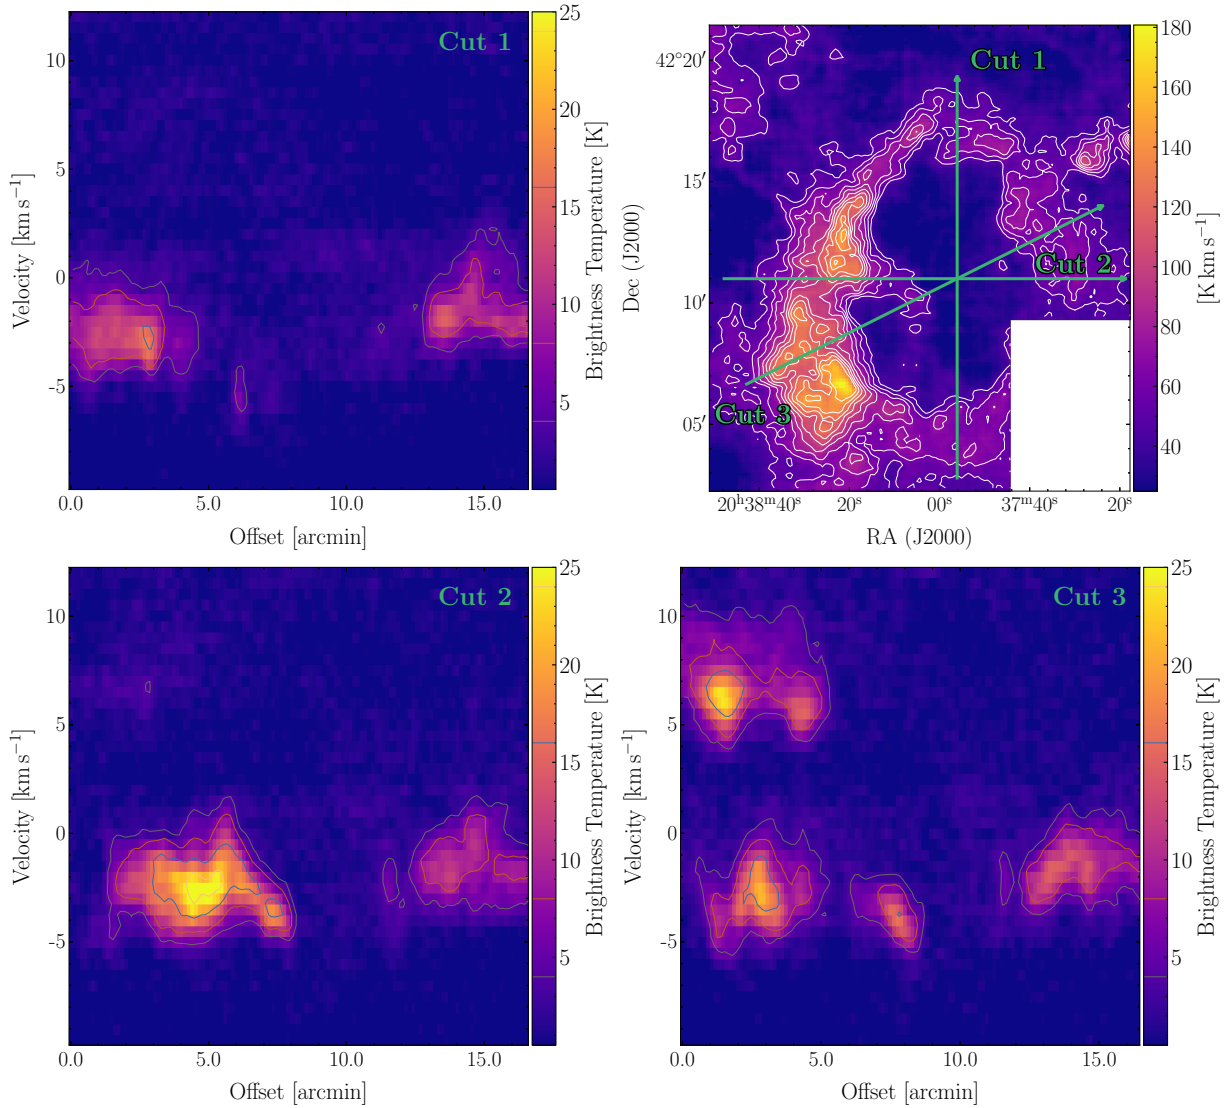 Cut 1
10
5
0
-5
0.0
5.0
10.0
15.0
Velocity [km s⁻¹]
Offset [arcmin]
25
20
15
10
5
Brightness Temperature [K]
Cut 1
Cut 2
Cut 3
42°20′
15′
10′
05′
Dec (J2000)
20ʰ38ᵐ40ˢ
20ˢ
00ˢ
37ᵐ40ˢ
20ˢ
RA (J2000)
180
160
140
120
100
80
60
40
[K km s⁻¹]
Cut 2
10
5
0
-5
0.0
5.0
10.0
15.0
Velocity [km s⁻¹]
Offset [arcmin]
25
20
15
10
5
Brightness Temperature [K]
Cut 3
10
5
0
-5
0.0
5.0
10.0
15.0
Velocity [km s⁻¹]
Offset [arcmin]
25
20
15
10
5
Brightness Temperature [K]